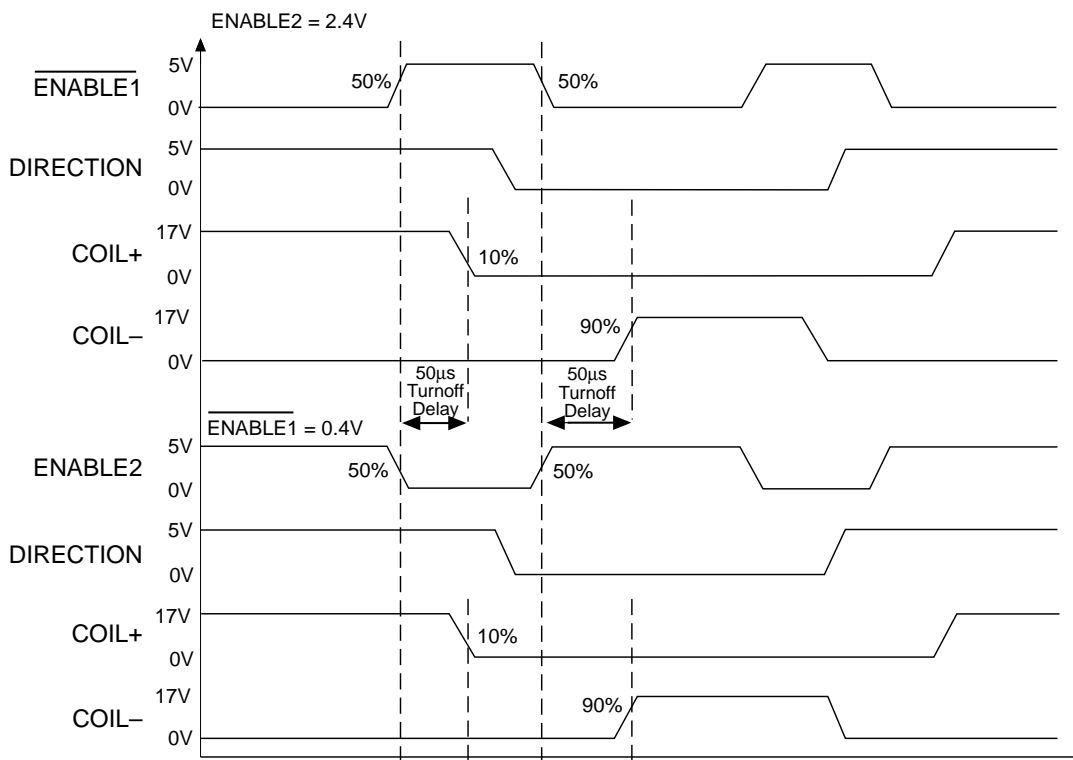 ENABLE2 = 2.4V
ENABLE1
5V
50%
50%
0V
DIRECTION
5V
0V
COIL+
17V
10%
0V
COIL–
17V
90%
0V
50µs
Turnoff
Delay
50µs
Turnoff
Delay
ENABLE1 = 0.4V
ENABLE2
5V
50%
50%
0V
DIRECTION
5V
0V
COIL+
17V
10%
0V
COIL–
17V
90%
0V